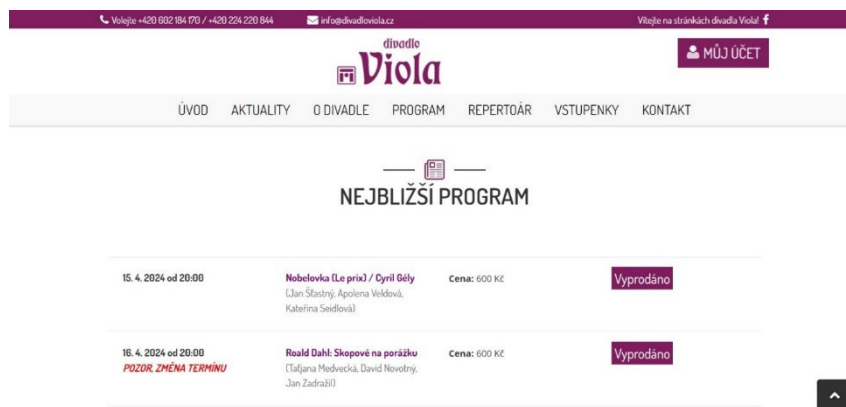 Volejte +420 602 184 170 / +420 224 220 844
info@divadloviola.cz
Vítejte na stránkách divadla Viola!
divadlo
Viola
MŮJ ÚČET
ÚVOD AKTUALITY O DIVADLE PROGRAM REPERTOÁR VSTUPENKY KONTAKT
NEJBLIŽŠÍ PROGRAM
15. 4. 2024 od 20:00
Nobelovka (Le prix) / Cyril Gély
(Jan Šťastný, Apolena Veldová,
Kateřina Seidlová)
Cena: 600 Kč
Vyprodáno
16. 4. 2024 od 20:00
POZOR, ZMĚNA TERMÍNU
Roald Dahl: Skopové na porážku
(Taťjana Medvecká, David Novotný,
Jan Zadražil)
Cena: 600 Kč
Vyprodáno